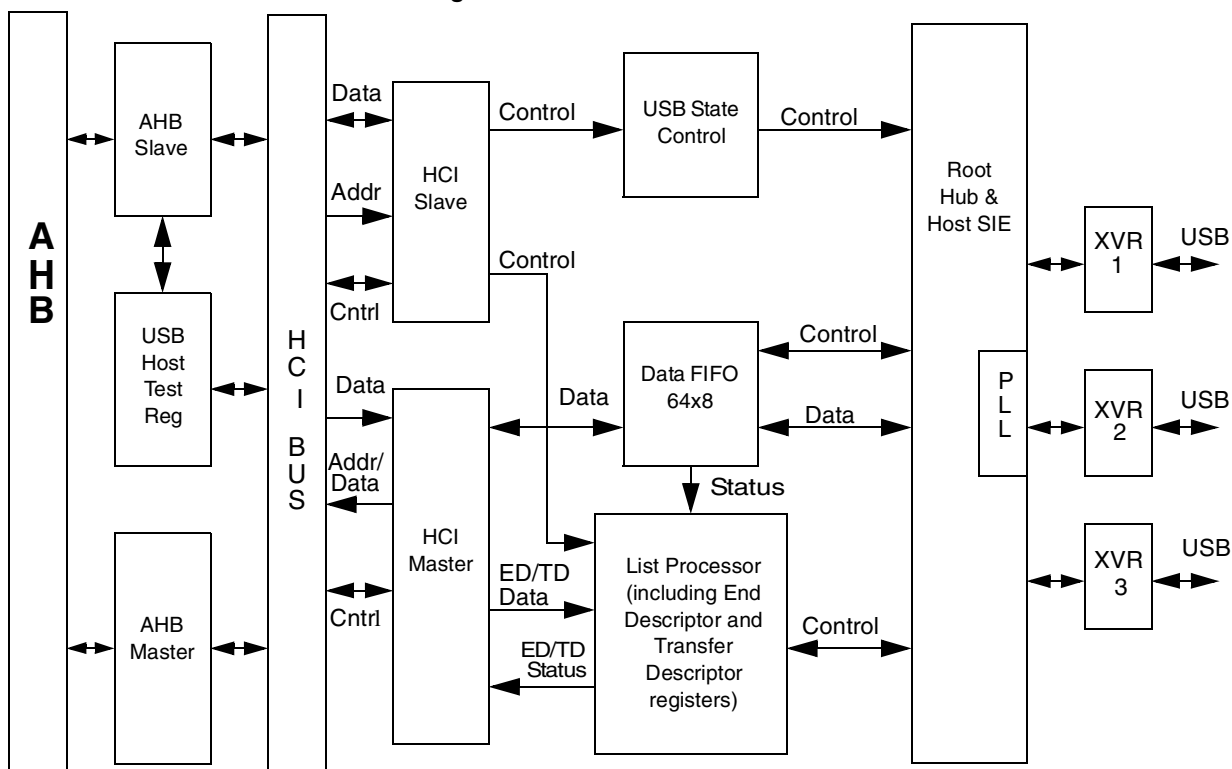 AHB
AHB
Slave
USB
Host
Test
Reg
AHB
Master
HCI BUS
Data
Addr
Cntrl
Data
Addr/
Data
Cntrl
HCI
Slave
HCI
Master
Control
Control
Data
ED/TD
Data
ED/TD
Status
USB State
Control
Data FIFO
64x8
Status
List Processor
(including End
Descriptor and
Transfer
Descriptor
registers)
Control
Control
Data
Control
Root
Hub &
Host SIE
PLL
XVR
1
USB
XVR
2
USB
XVR
3
USB